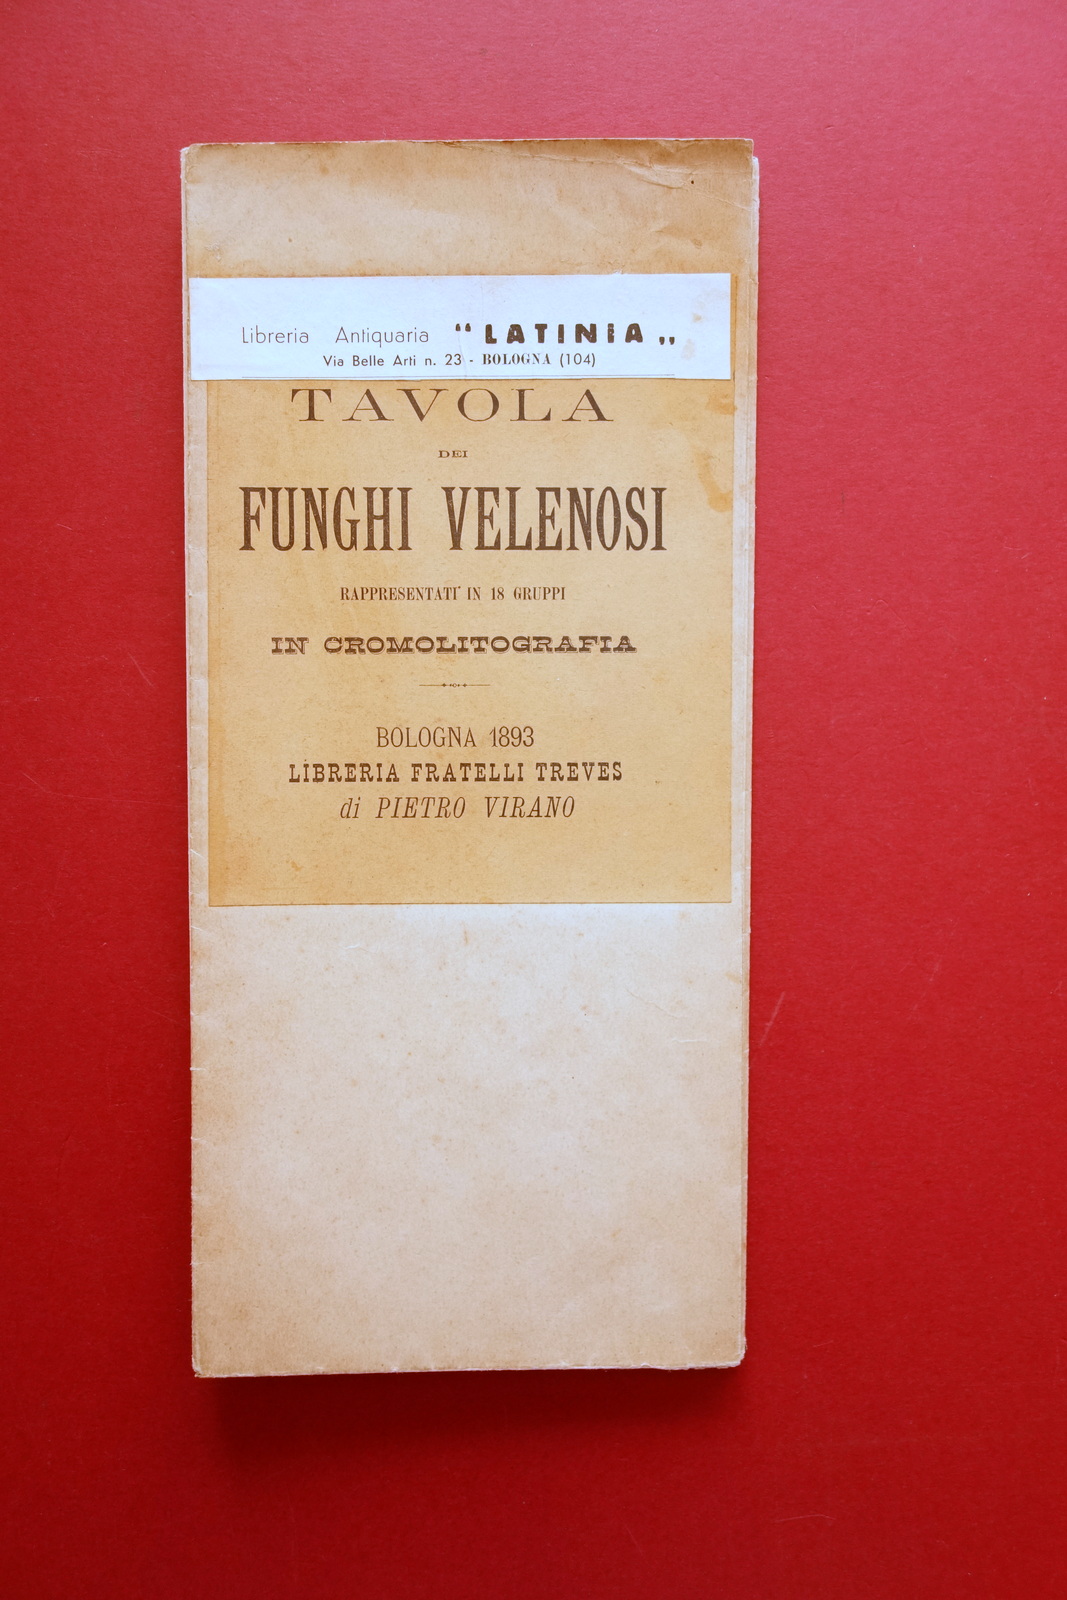 Libreria Antiquaria “LATINIA„
Via Belle Arti n. 23 - BOLOGNA (104)
TAVOLA
DEI
FUNGHI VELENOSI
RAPPRESENTATI IN 18 GRUPPI
IN CROMOLITOGRAFIA
BOLOGNA 1893
LIBRERIA FRATELLI TREVES
di PIETRO VIRANO